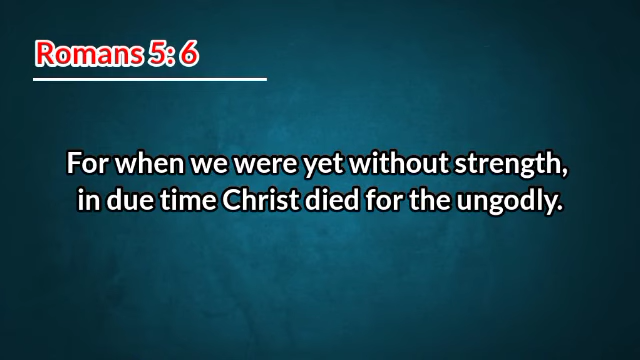 Romans 5: 6
For when we were yet without strength,
in due time Christ died for the ungodly.